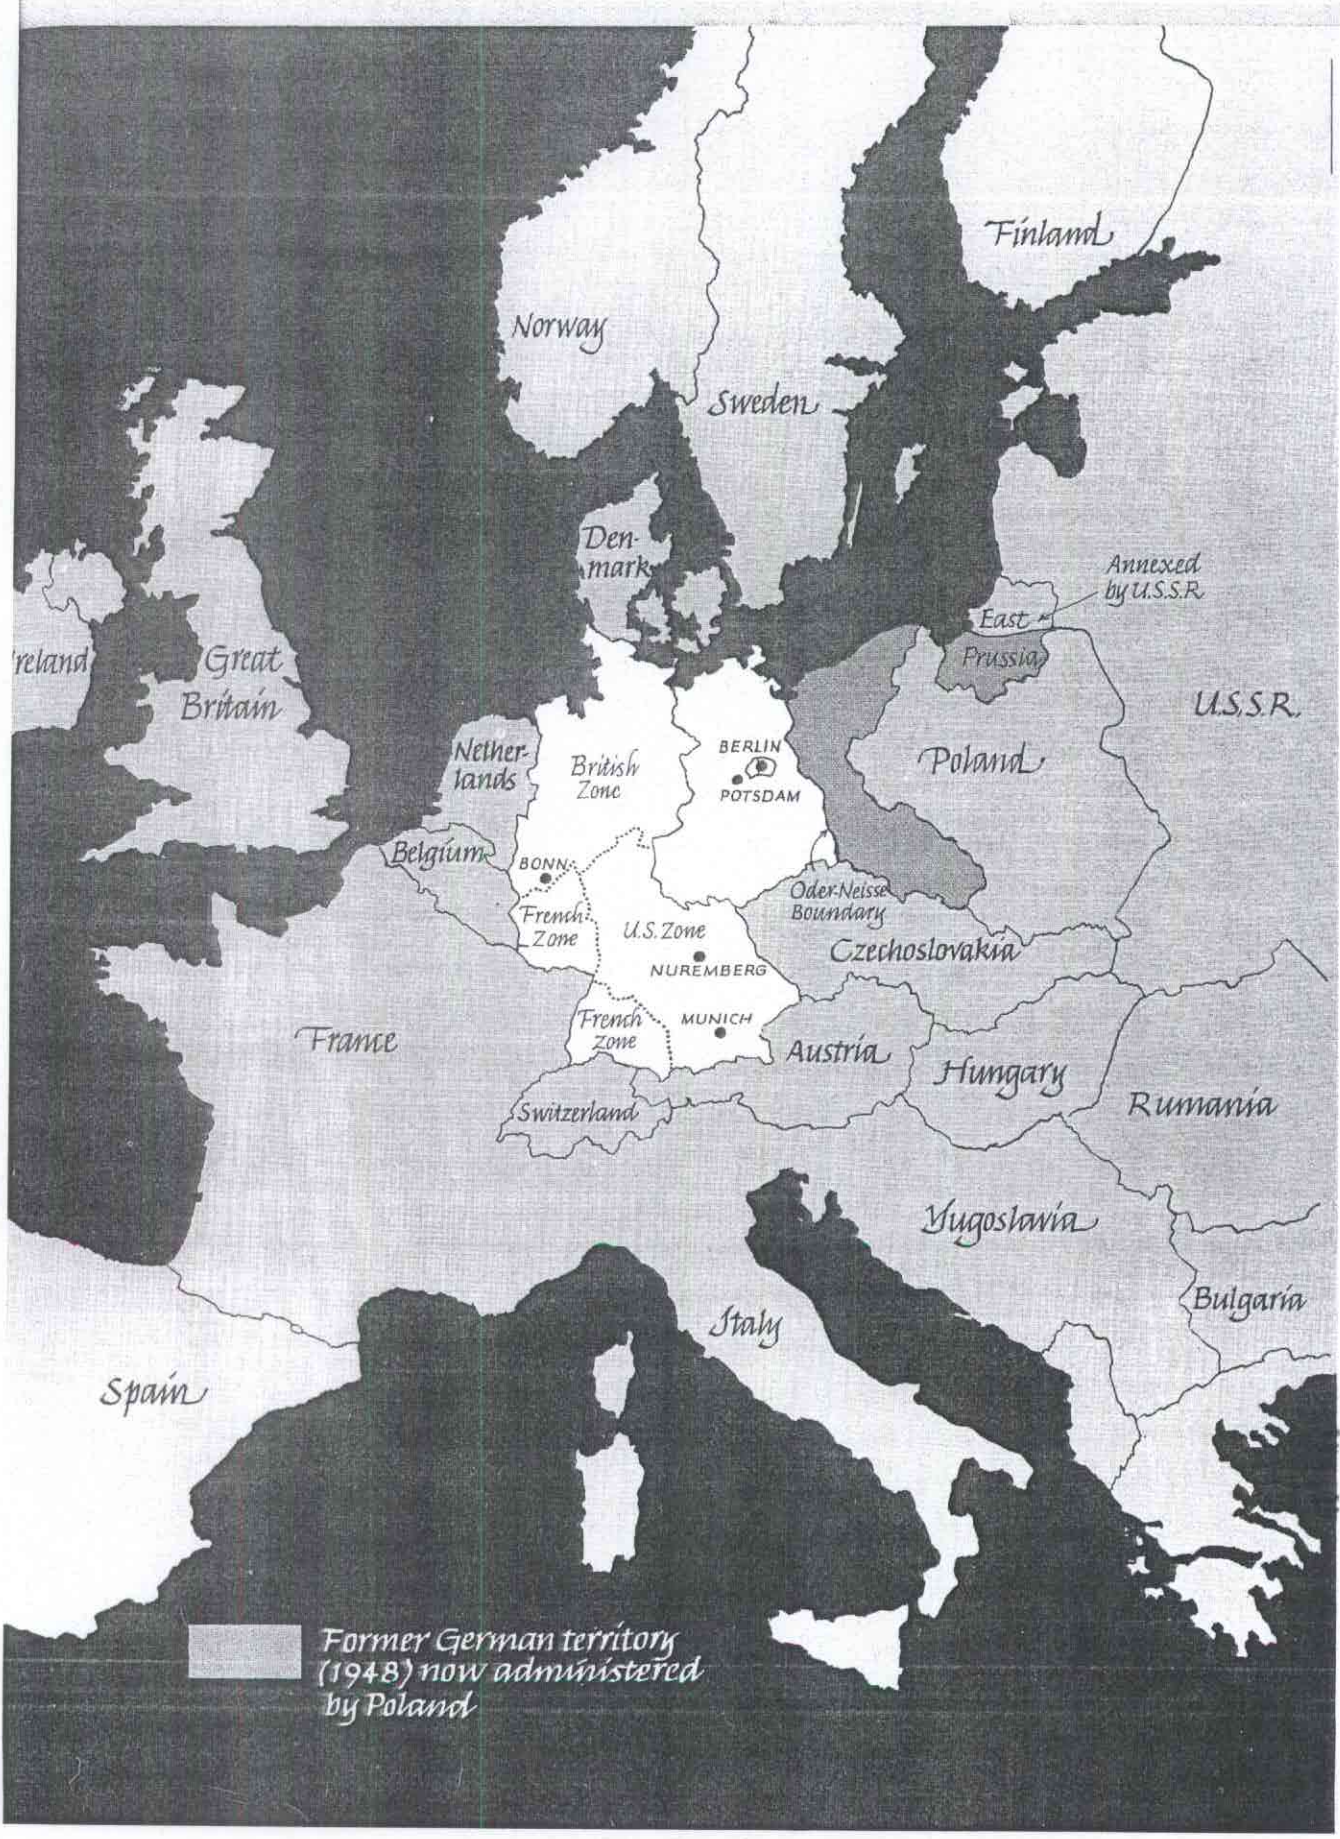 Finland
Norway
Sweden
Den-
mark
Annexed
by U.S.S.R
East
Prussia
reland
Great
Britain
U.S.S.R.
Nether-
lands
British
Zone
BERLIN
POTSDAM
Poland
Belgium
BONN
Oder-Neisse
Boundary
French
Zone
U.S. Zone
NUREMBERG
Czechoslovakia
France
French
Zone
MUNICH
Austria
Hungary
Rumania
Switzerland
Yugoslavia
Bulgaria
Italy
Spain
Former German territory
(1948) now administered
by Poland